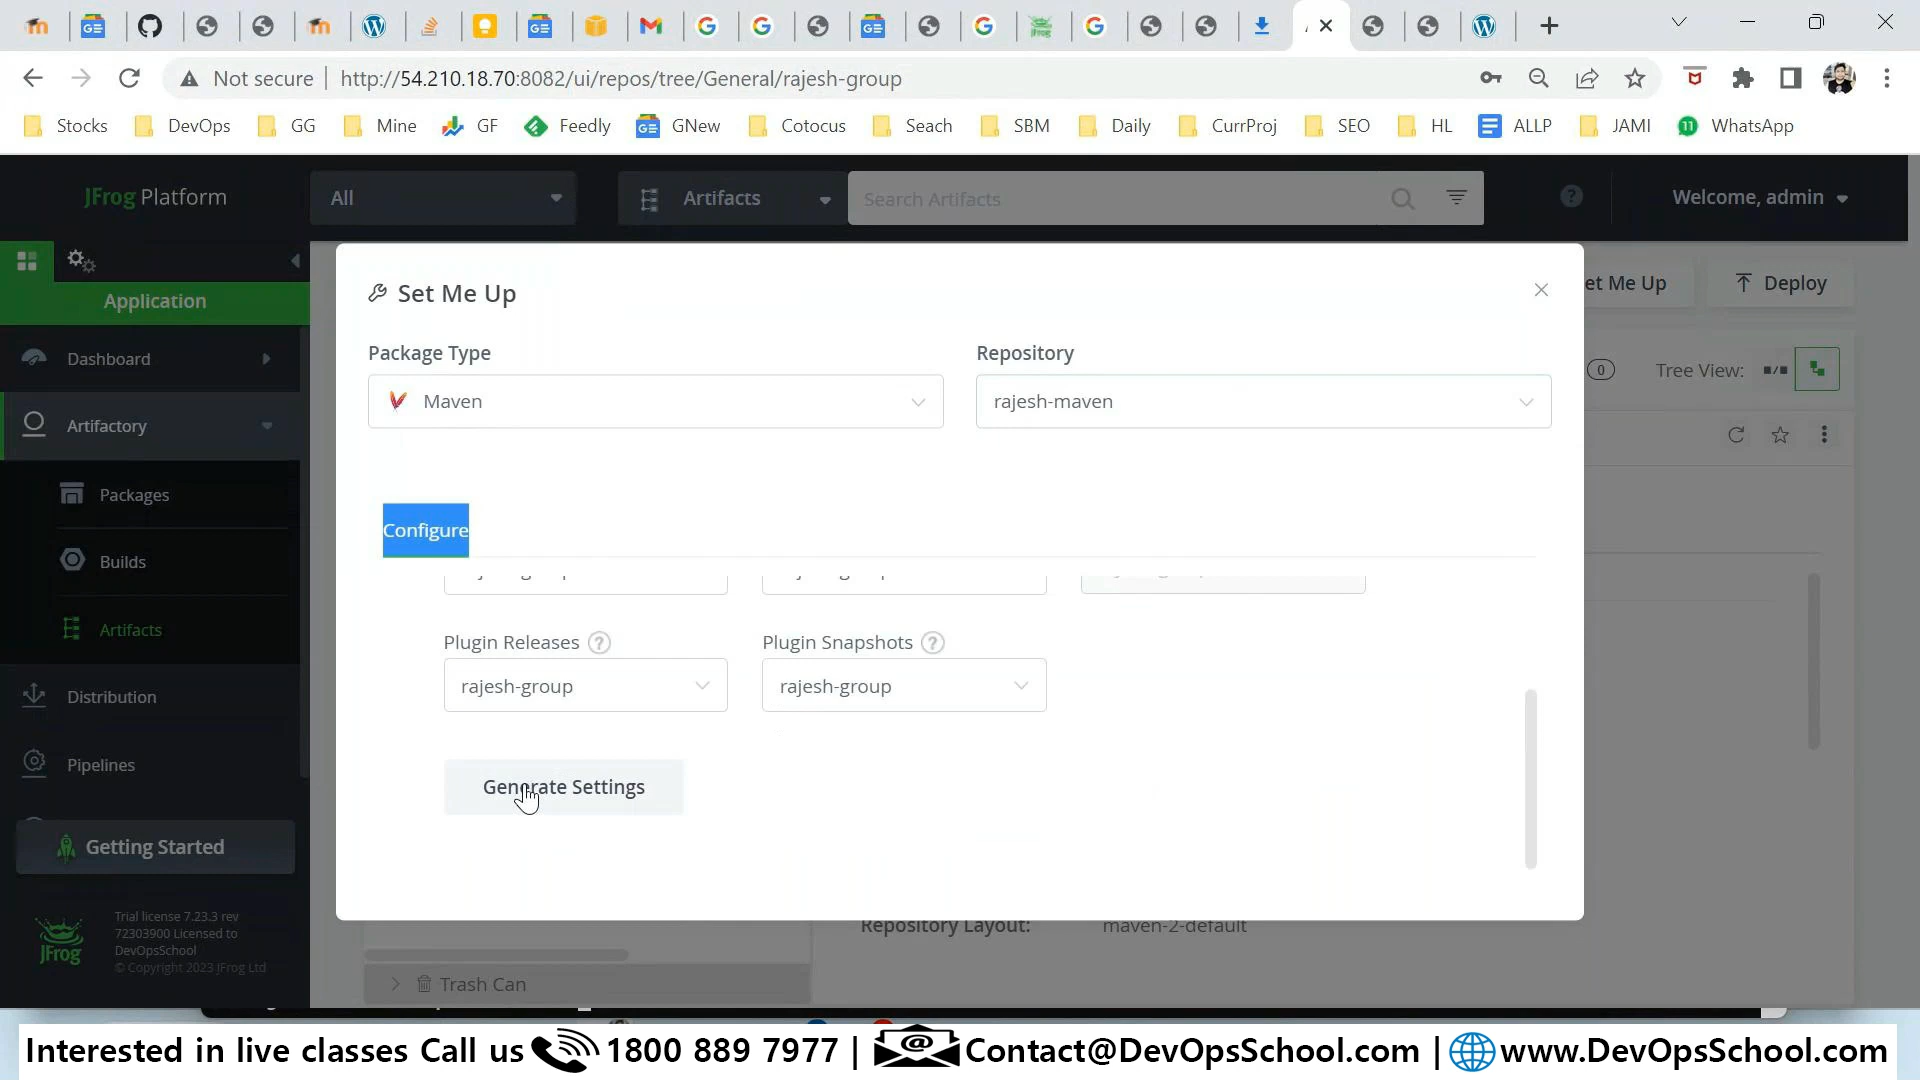 Not secure | http://54.210.18.70:8082/ui/repos/tree/General/rajesh-group
Stocks DevOps GG Mine GF Feedly GNew Cotocus Seach SBM Daily CurrProj SEO HL ALLP JAMI 11 WhatsApp
JFrog Platform All Artifacts Search Artifacts ? Welcome, admin
Application
Set Me Up
et Me Up
Deploy
Package Type
Repository
Dashboard
0
Tree View:
Maven
rajesh-maven
Artifactory
Packages
Configure
Builds
Artifacts
Plugin Releases ?
Plugin Snapshots ?
rajesh-group
rajesh-group
Distribution
Pipelines
Generate Settings
Getting Started
Trial license 7.23.3 rev
72303900 Licensed to
DevOpsSchool
© Copyright 2023 JFrog Ltd
JFrog
Repository Layout: maven-2-default
Trash Can
Interested in live classes Call us 1800 889 7977 | Contact@DevOpsSchool.com | www.DevOpsSchool.com